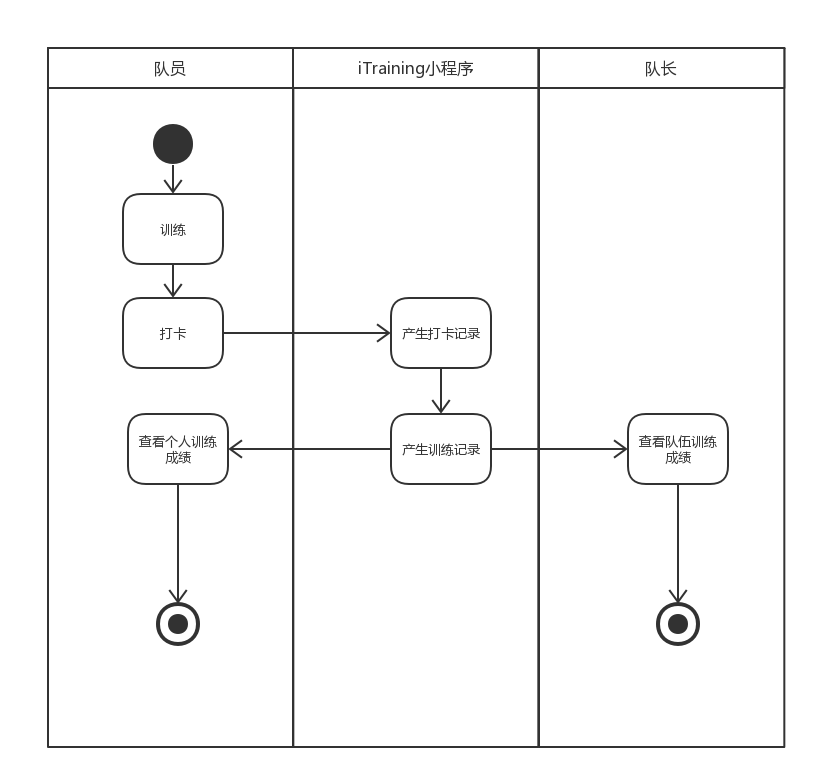 队员
iTraining小程序
队长
训练
打卡
产生打卡记录
查看个人训练
成绩
产生训练记录
查看队伍训练
成绩